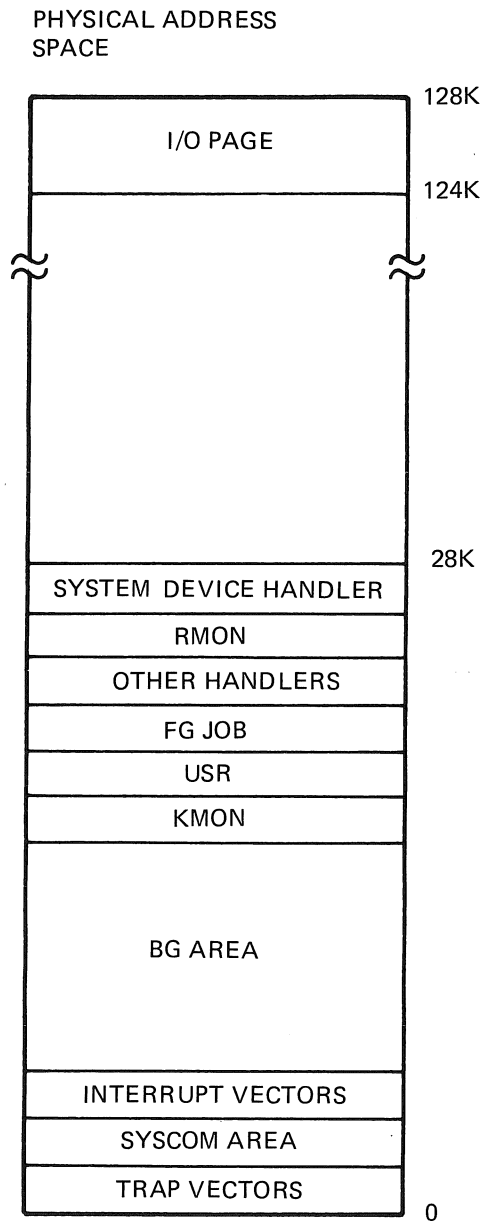 PHYSICAL ADDRESS
SPACE
128K
I/O PAGE
124K
28K
SYSTEM DEVICE HANDLER
RMON
OTHER HANDLERS
FG JOB
USR
KMON
BG AREA
INTERRUPT VECTORS
SYSCOM AREA
TRAP VECTORS
0